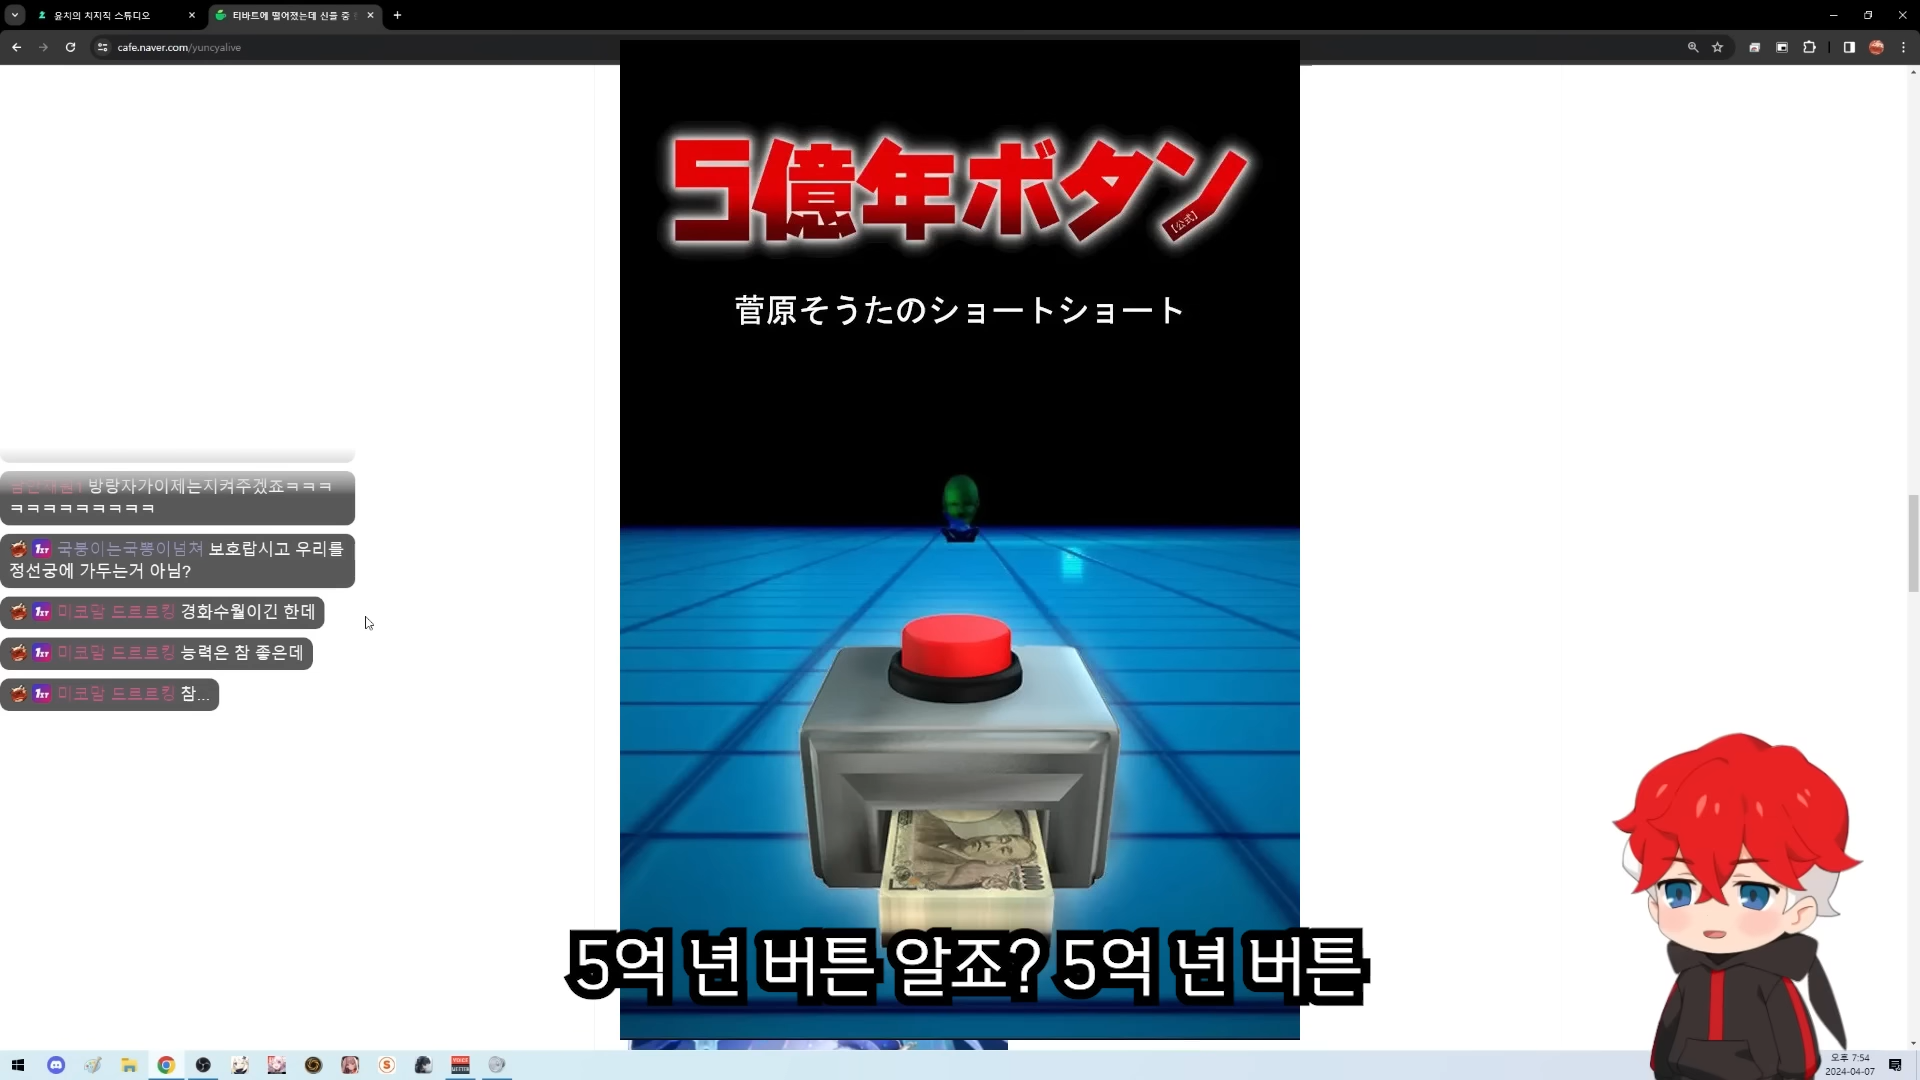 윤치의 치지직 스튜디오
티바트에 떨어졌는데 신들 중
cafe.naver.com/yuncyalive
5億年ボタン
【公式】
菅原そうたのショートショート
방랑자가이제는지켜주겠죠ㅋㅋㅋ
ㅋㅋㅋㅋㅋㅋㅋㅋㅋ
국뽕이는국뽕이넘쳐 보호랍시고 우리를
정선궁에 가두는거 아님?
미코맘 드르르킹 경화수월이긴 한데
미코맘 드르르킹 능력은 참 좋은데
미코맘 드르르킹 참...
5억 년 버튼 알죠? 5억 년 버튼
오후 7:54
2024-04-07